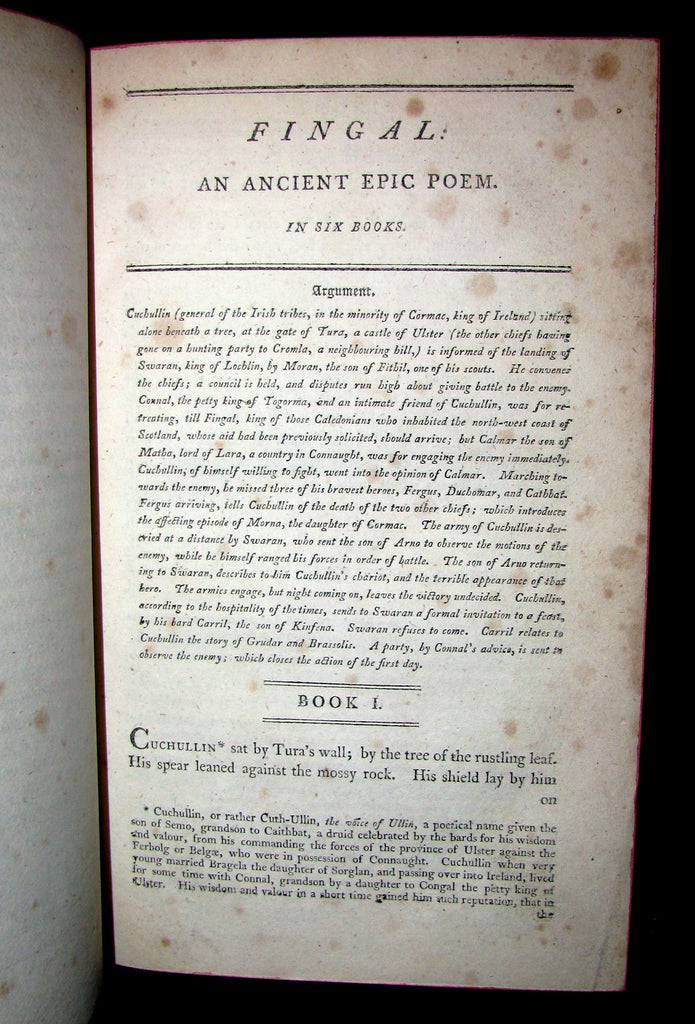 FINGAL:
AN ANCIENT EPIC POEM.
IN SIX BOOKS.
Argument.
Cuchullin (general of the Irish tribes, in the minority of Cormac, king of Ireland) sitting
alone beneath a tree, at the gate of Tura, a castle of Ulster (the other chiefs having
gone on a hunting party to Cromla, a neighbouring hill,) is informed of the landing of
Swaran, king of Lochlin, by Moran, the son of Fithil, one of his scouts. He convenes
the chiefs; a council is held, and disputes run high about giving battle to the enemy.
Connal, the petty king of Togorma, and an intimate friend of Cuchullin, was for re-
treating, till Fingal, king of those Caledonians who inhabited the north-west coast of
Scotland, whose aid had been previously solicited, should arrive; but Calmar the son of
Matha, lord of Lara, a country in Connaught, was for engaging the enemy immediately.
Cuchullin, of himself willing to fight, went into the opinion of Calmar. Marching to-
wards the enemy, he missed three of his bravest heroes, Fergus, Duchomar, and Cathbat.
Fergus arriving, tells Cuchullin of the death of the two other chiefs; which introduces
the affecting episode of Morna, the daughter of Cormac. The army of Cuchullin is des-
cried at a distance by Swaran, who sent the son of Arno to observe the motions of the
enemy, while he himself ranged his forces in order of battle. The son of Arno return-
ing to Swaran, describes to him Cuchullin's chariot, and the terrible appearance of that
hero. The armies engage, but night coming on, leaves the victory undecided. Cuchullin,
according to the hospitality of the times, sends to Swaran a formal invitation to a feast,
by his bard Carril, the son of Kinfena. Swaran refuses to come. Carril relates to
Cuchullin the story of Grudar and Brassolis. A party, by Connal's advice, is sent to
observe the enemy; which closes the action of the first day.
BOOK I.
CUCHULLIN* sat by Tura's wall; by the tree of the rustling leaf.
His spear leaned against the mossy rock. His shield lay by him
on
* Cuchullin, or rather Cuth-Ullin, the voice of Ullin, a poetical name given the
son of Semo, grandson to Caithbat, a druid celebrated by the bards for his wisdom
and valour, from his commanding the forces of the province of Ulster against the
Ferbolg or Belgæ, who were in possession of Connaught. Cuchullin when very
young married Bragela the daughter of Sorglan, and passing over into Ireland, lived
for some time with Connal, grandson by a daughter to Congal the petty king of
Ulster. His wisdom and valour in a short time gained him such reputation, that in
the